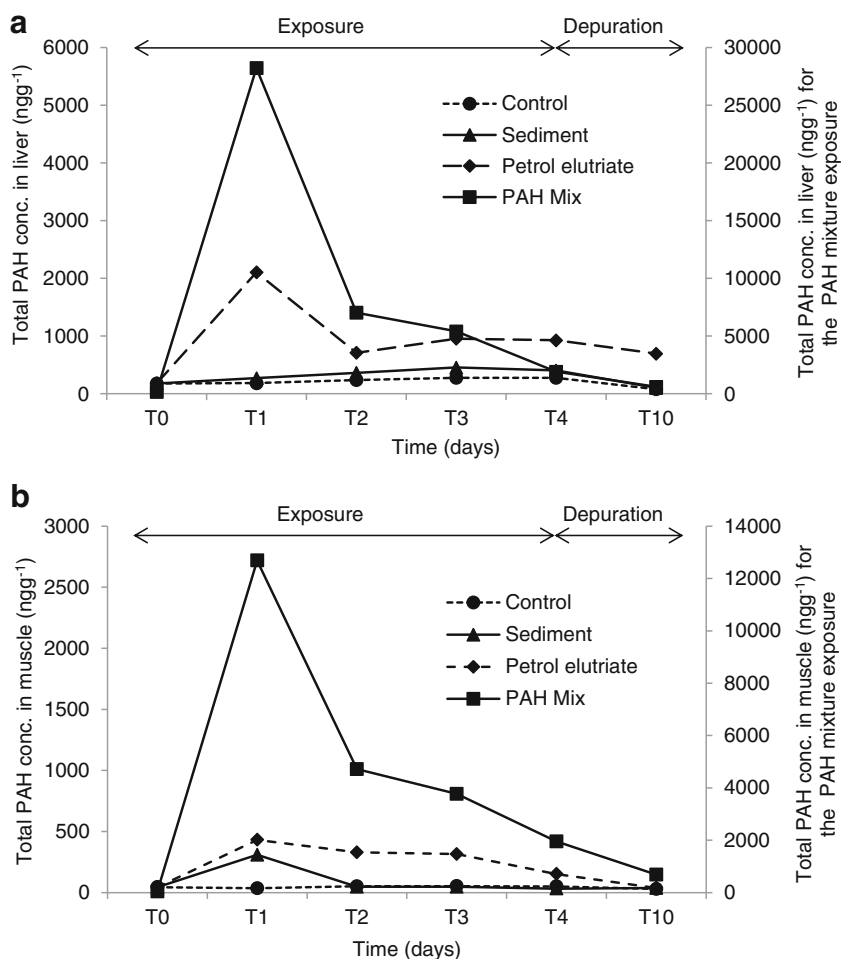 a
Exposure
Depuration
6000
5000
4000
3000
2000
1000
0
Total PAH conc. in liver (ngg-1)
30000
25000
20000
15000
10000
5000
0
Total PAH conc. in liver (ngg-1) for
the PAH mixture exposure
Control
Sediment
Petrol elutriate
PAH Mix
T0 T1 T2 T3 T4 T10
Time (days)
b
Exposure
Depuration
3000
2500
2000
1500
1000
500
0
Total PAH conc. in muscle (ngg-1)
14000
12000
10000
8000
6000
4000
2000
0
Total PAH conc. in muscle (ngg-1) for
the PAH mixture exposure
Control
Sediment
Petrol elutriate
PAH Mix
T0 T1 T2 T3 T4 T10
Time (days)